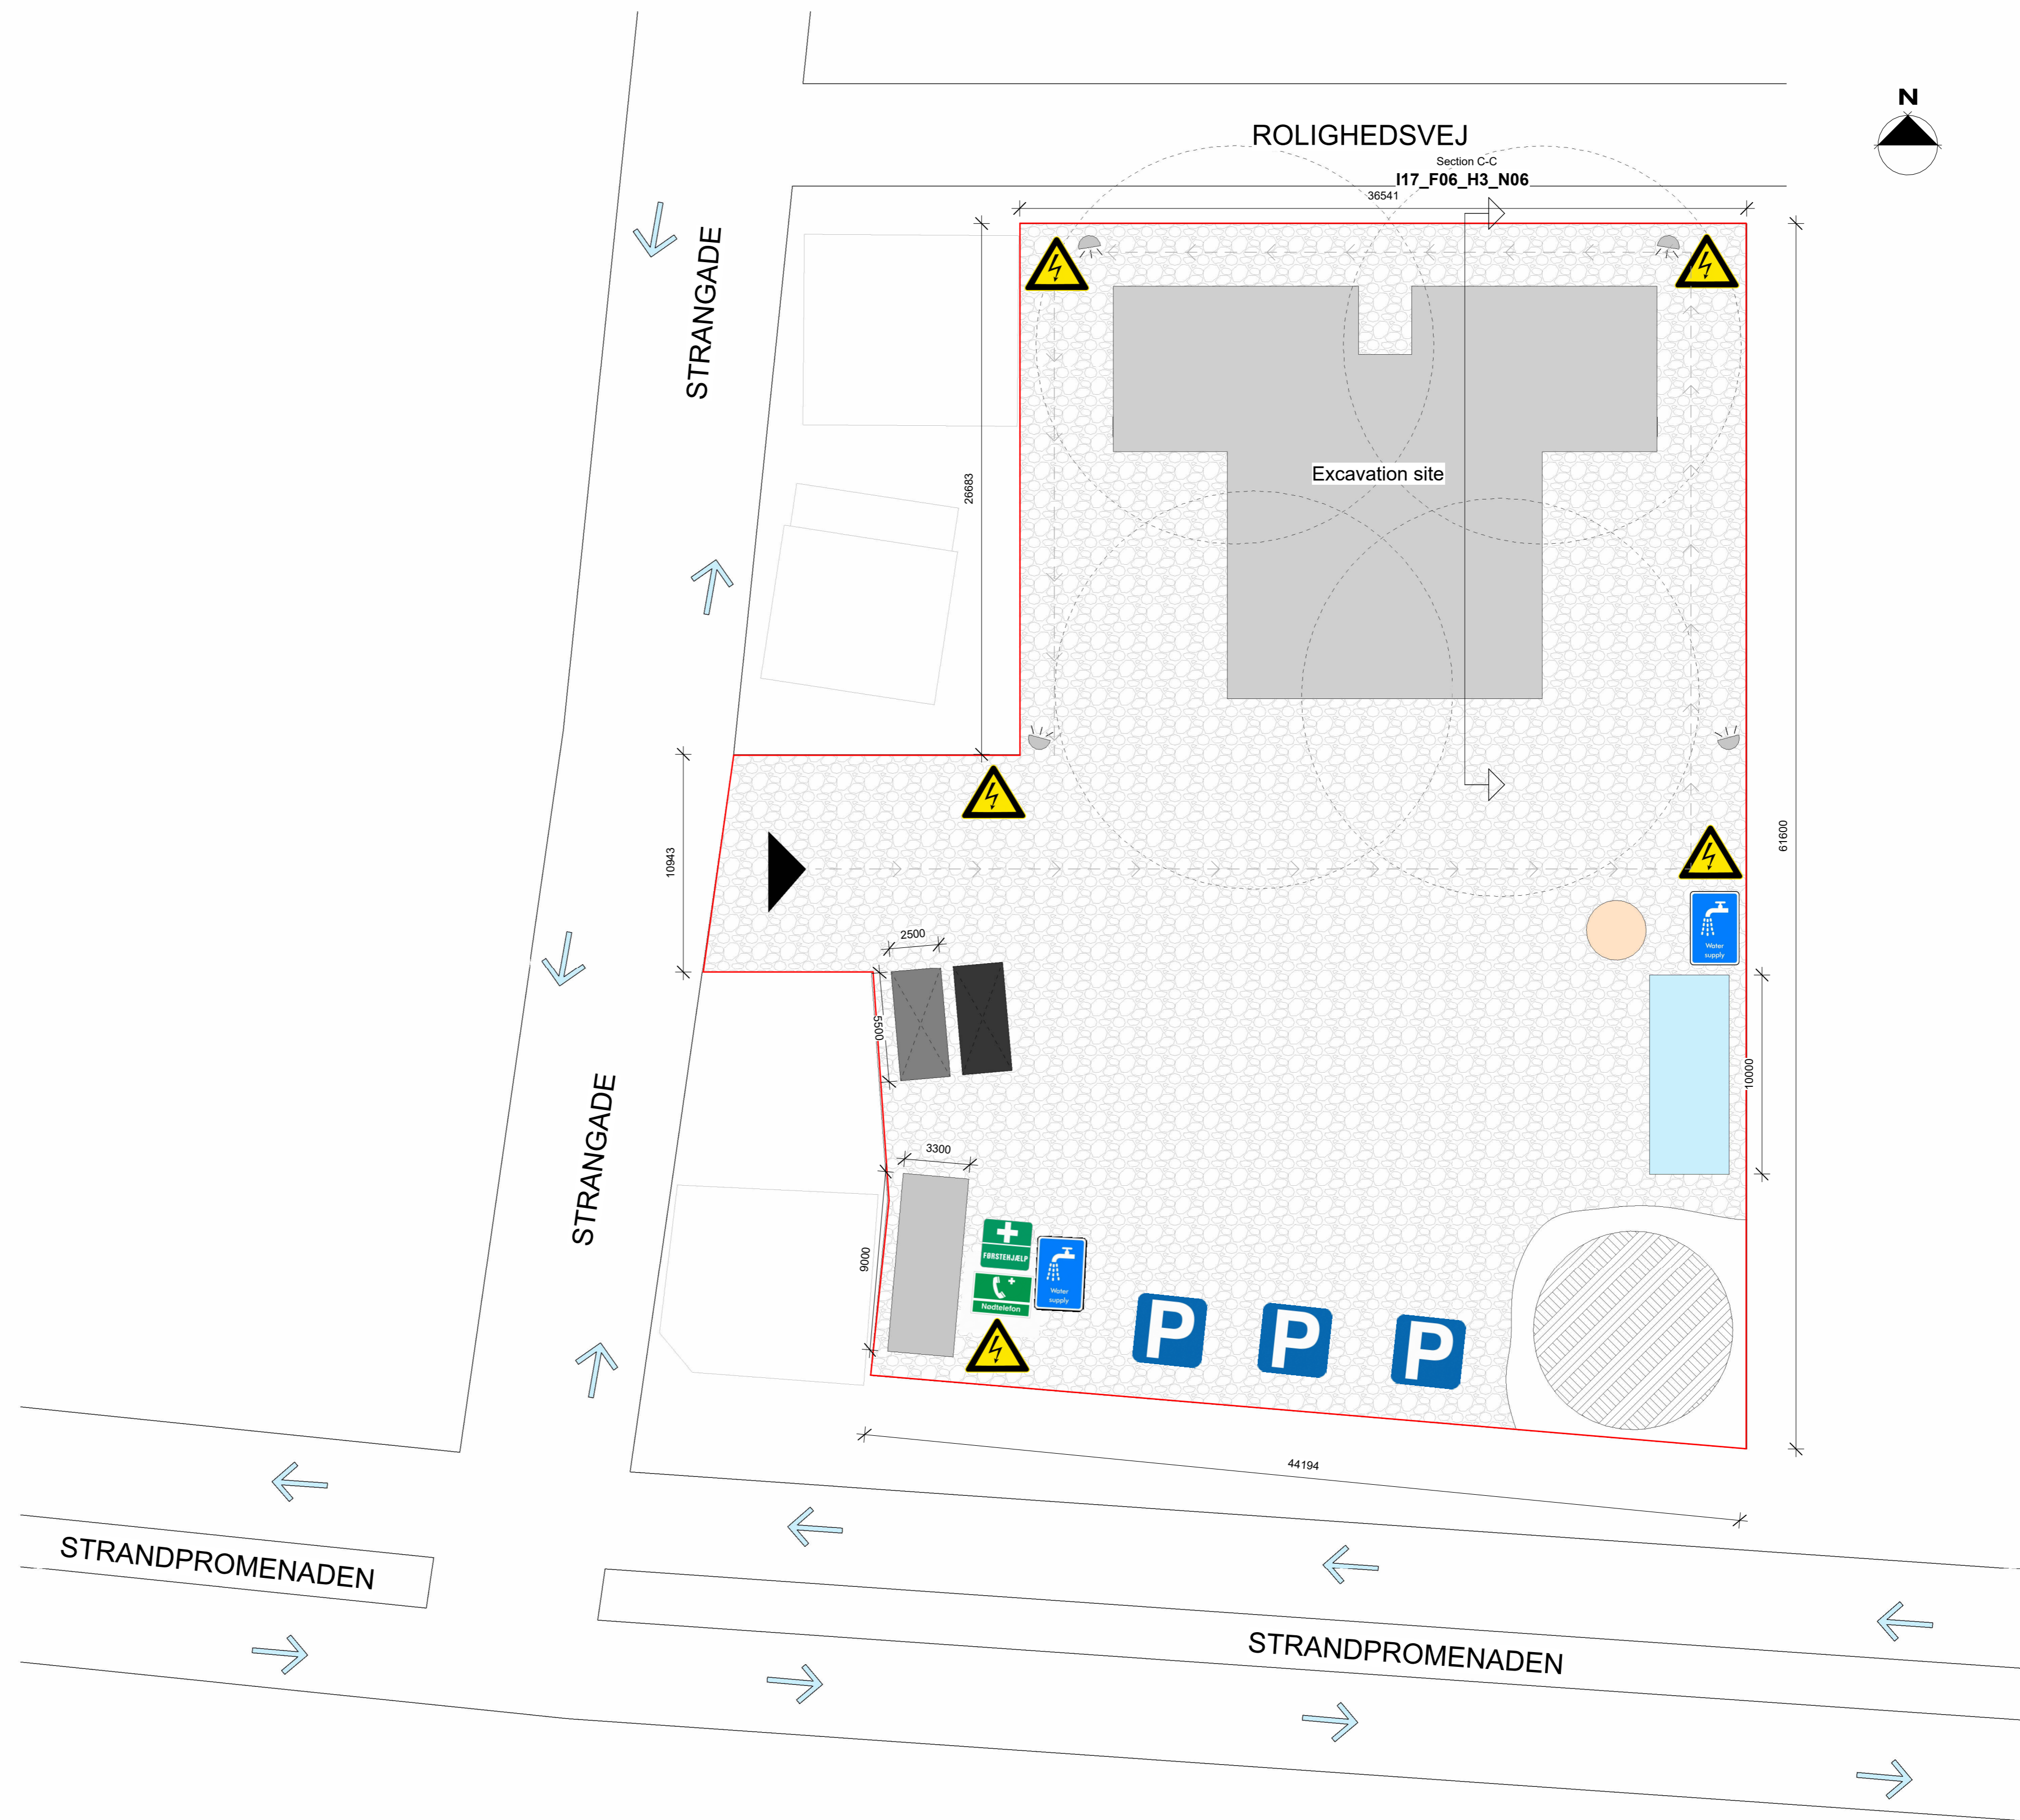 N
ROLIGHEDSVEJ
Section C-C
I17_F06_H3_N06
36541
STRANGADE
26683
Excavation site
61600
10943
2500
Water
supply
5500
10000
3300
STRANGADE
9000
FØRSTEHJÆLP
Nødtelefon
Water
supply
P
P
P
44194
STRANDPROMENADEN
STRANDPROMENADEN